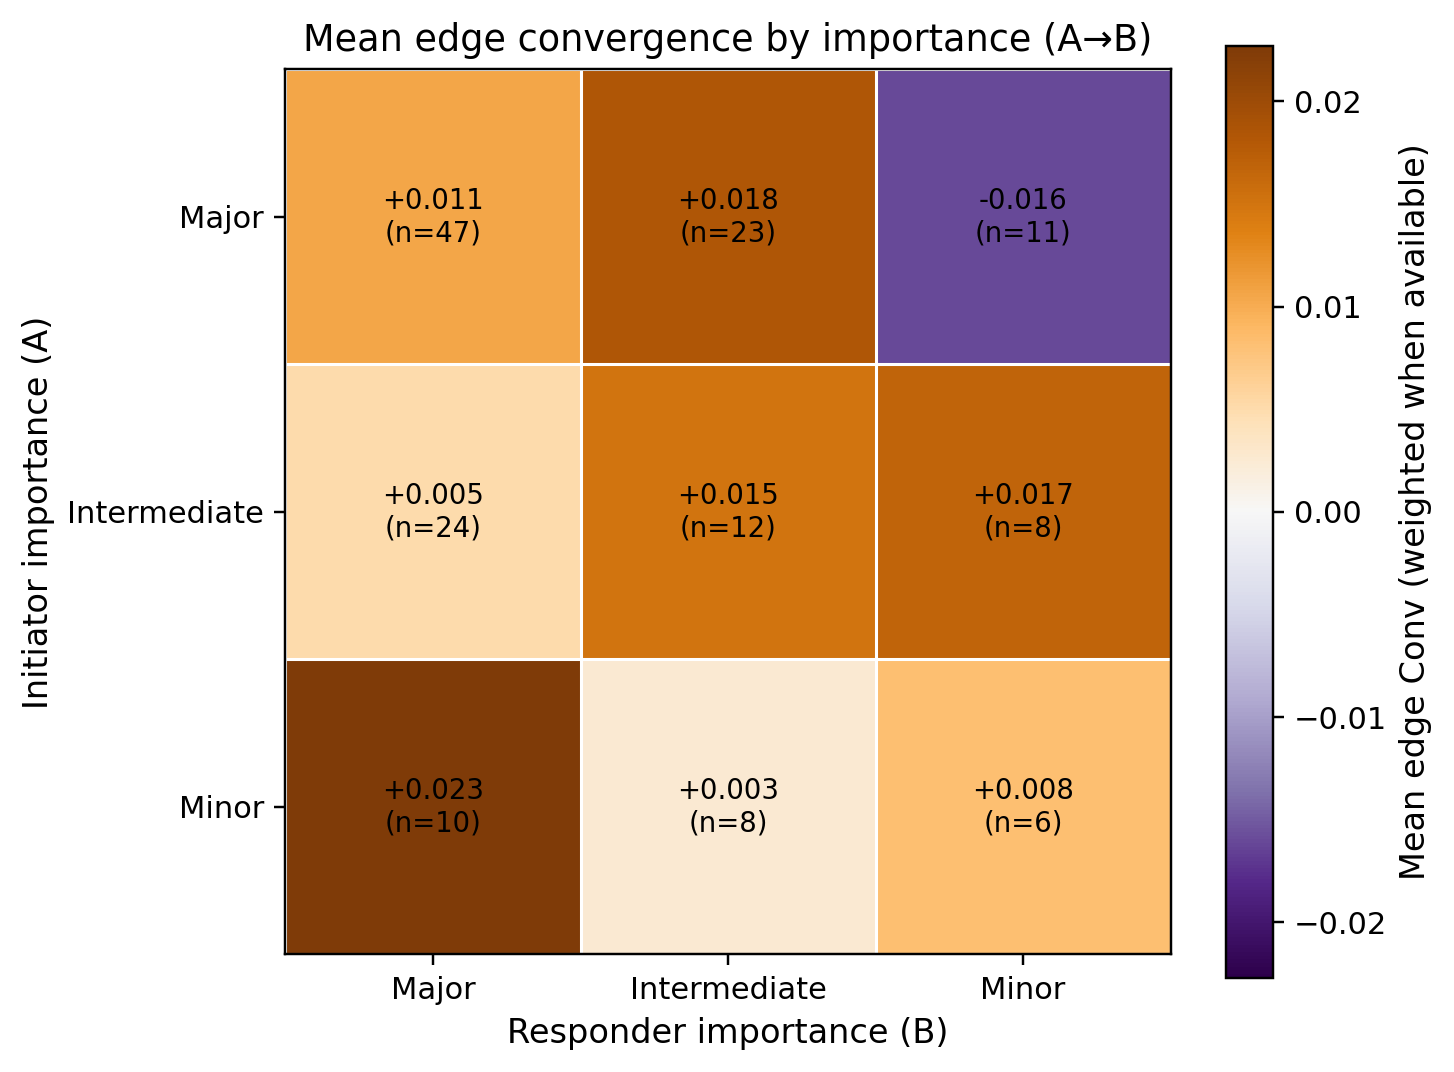 Mean edge convergence by importance (A→B)
Initiator importance (A)
Major
+0.011
(n=47)
+0.018
(n=23)
-0.016
(n=11)
Intermediate
+0.005
(n=24)
+0.015
(n=12)
+0.017
(n=8)
Minor
+0.023
(n=10)
+0.003
(n=8)
+0.008
(n=6)
Major
Intermediate
Minor
Responder importance (B)
0.02
0.01
0.00
−0.01
−0.02
Mean edge Conv (weighted when available)